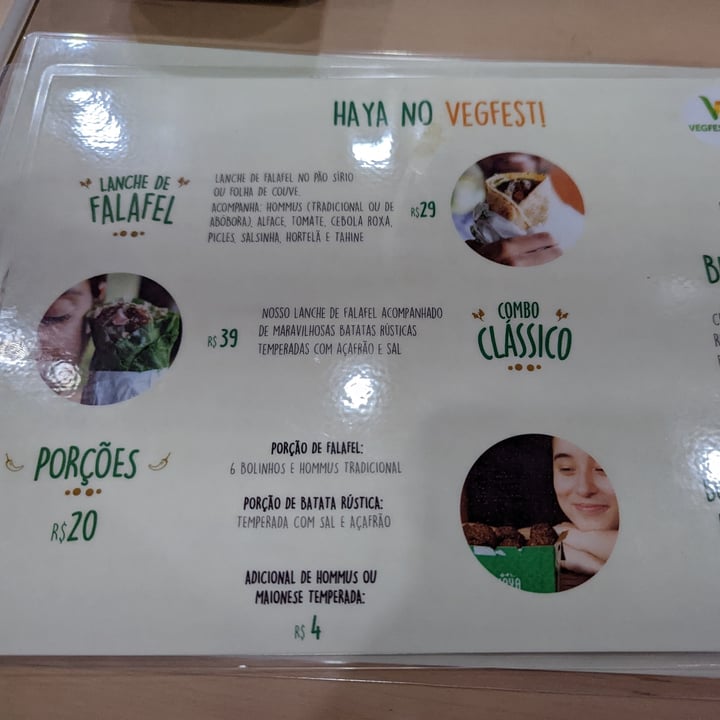 HAYA NO VEGFEST!
LANCHE DE
FALAFEL
LANCHE DE FALAFEL NO PÃO SÍRIO
OU FOLHA DE COUVE.
ACOMPANHA: HOMMUS (TRADICIONAL OU DE
ABÓBORA), ALFACE, TOMATE, CEBOLA ROXA,
PICLES, SALSINHA, HORTELÃ E TAHINE
R$29
R$ 39
NOSSO LANCHE DE FALAFEL ACOMPANHADO
DE MARAVILHOSAS BATATAS RÚSTICAS
TEMPERADAS COM AÇAFRÃO E SAL
COMBO
CLÁSSICO
PORÇÕES
R$20
PORÇÃO DE FALAFEL:
6 BOLINHOS E HOMMUS TRADICIONAL
PORÇÃO DE BATATA RÚSTICA:
TEMPERADA COM SAL E AÇAFRÃO
ADICIONAL DE HOMMUS OU
MAIONESE TEMPERADA:
R$ 4